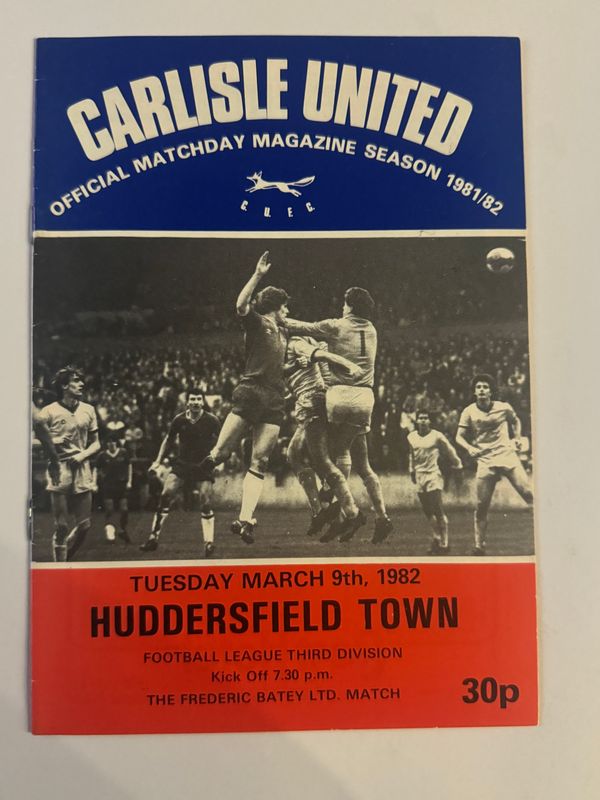 CARLISLE UNITED
OFFICIAL MATCHDAY MAGAZINE SEASON 1981/82
C. U. F. C.
1
TUESDAY MARCH 9th, 1982
HUDDERSFIELD TOWN
FOOTBALL LEAGUE THIRD DIVISION
Kick Off 7.30 p.m.
THE FREDERIC BATEY LTD. MATCH
30p